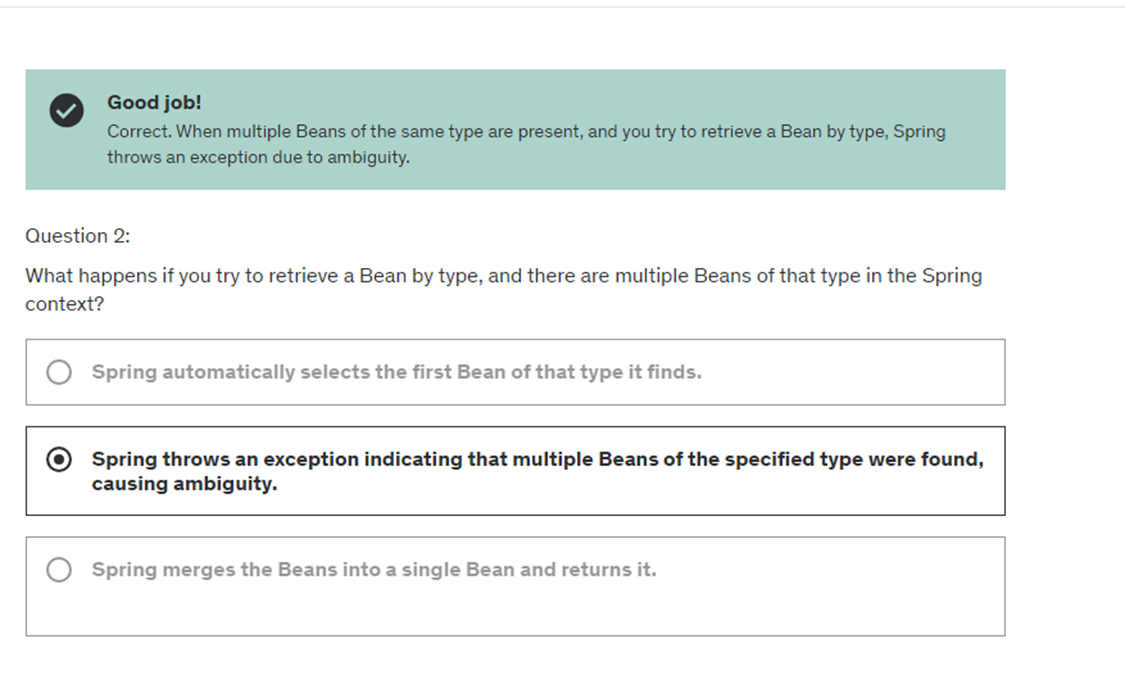 Good job!
Correct. When multiple Beans of the same type are present, and you try to retrieve a Bean by type, Spring
throws an exception due to ambiguity.
Question 2:
What happens if you try to retrieve a Bean by type, and there are multiple Beans of that type in the Spring
context?
Spring automatically selects the first Bean of that type it finds.
Spring throws an exception indicating that multiple Beans of the specified type were found,
causing ambiguity.
Spring merges the Beans into a single Bean and returns it.